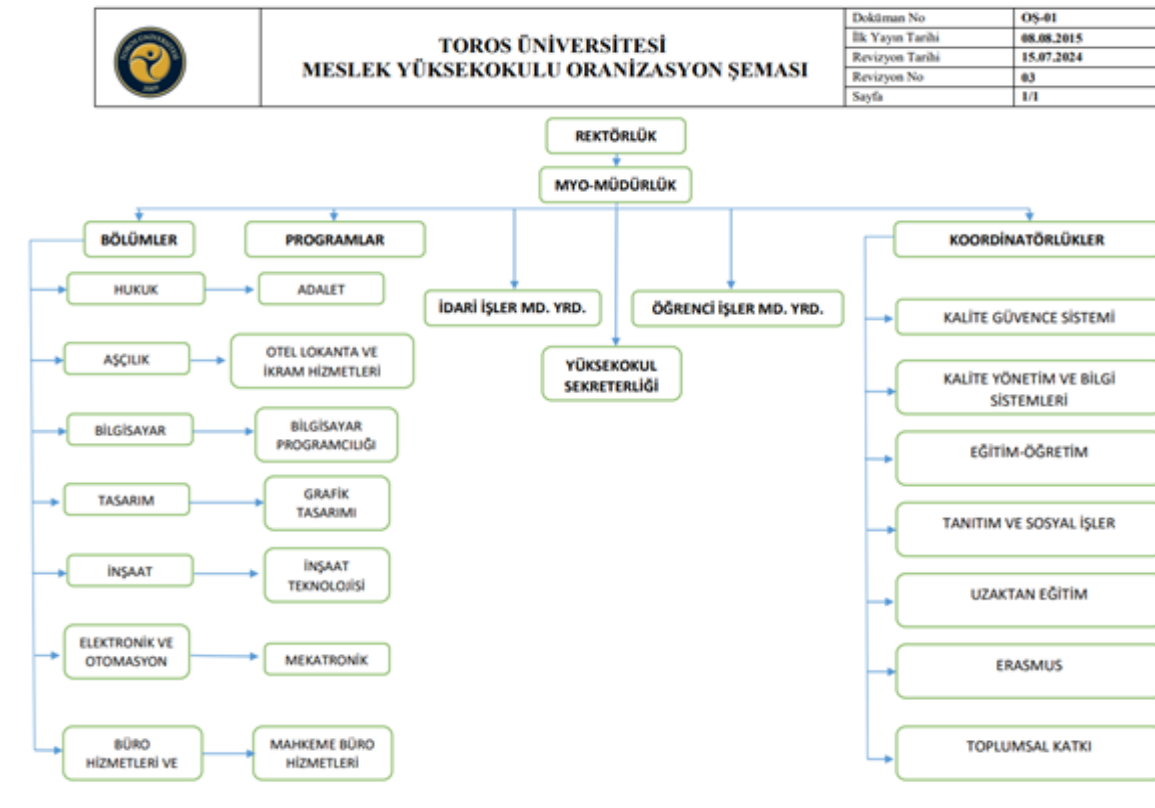 TOROS ÜNİVERSİTESİ
2009
TOROS ÜNİVERSİTESİ
MESLEK YÜKSEKOKULU ORANİZASYON ŞEMASI
Doküman No OŞ-01
İlk Yayın Tarihi 08.08.2015
Revizyon Tarihi 15.07.2024
Revizyon No 03
Sayfa 1/1
REKTÖRLÜK
MYO-MÜDÜRLÜK
BÖLÜMLER
PROGRAMLAR
KOORDİNATÖRLÜKLER
HUKUK
ADALET
İDARİ İŞLER MD. YRD.
ÖĞRENCİ İŞLER MD. YRD.
YÜKSEKOKUL
SEKRETERLİĞİ
AŞÇILIK
OTEL LOKANTA VE
İKRAM HİZMETLERİ
BİLGİSAYAR
BİLGİSAYAR
PROGRAMCILIĞI
TASARIM
GRAFİK
TASARIMI
İNŞAAT
İNŞAAT
TEKNOLOJİSİ
ELEKTRONİK VE
OTOMASYON
MEKATRONİK
BÜRO
HİZMETLERİ VE
MAHKEME BÜRO
HİZMETLERİ
KALİTE GÜVENCE SİSTEMİ
KALİTE YÖNETİM VE BİLGİ
SİSTEMLERİ
EĞİTİM-ÖĞRETİM
TANITIM VE SOSYAL İŞLER
UZAKTAN EĞİTİM
ERASMUS
TOPLUMSAL KATKI